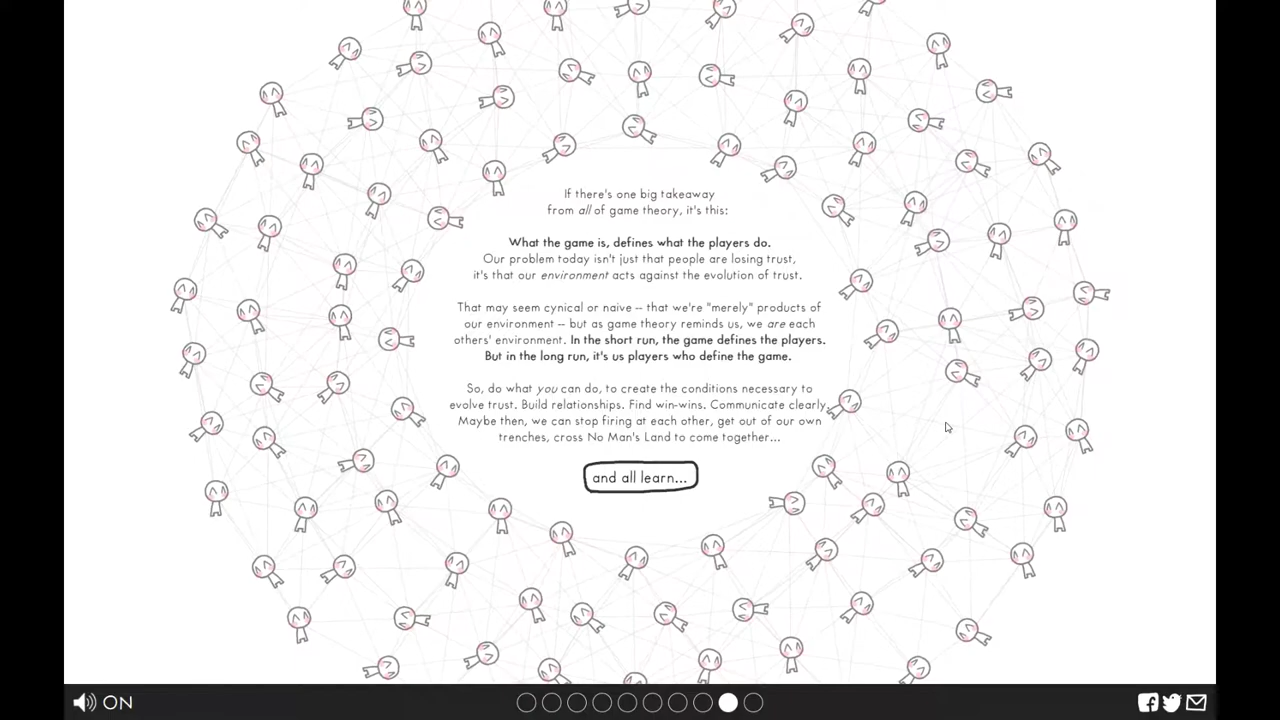 If there's one big takeaway
from all of game theory, it's this:
What the game is, defines what the players do.
Our problem today isn't just that people are losing trust,
it's that our environment acts against the evolution of trust.
That may seem cynical or naive -- that we're "merely" products of
our environment -- but as game theory reminds us, we are each
others' environment. In the short run, the game defines the players.
But in the long run, it's us players who define the game.
So, do what you can do, to create the conditions necessary to
evolve trust. Build relationships. Find win-wins. Communicate clearly.
Maybe then, we can stop firing at each other, get out of our own
trenches, cross No Man's Land to come together...
and all learn...
ON